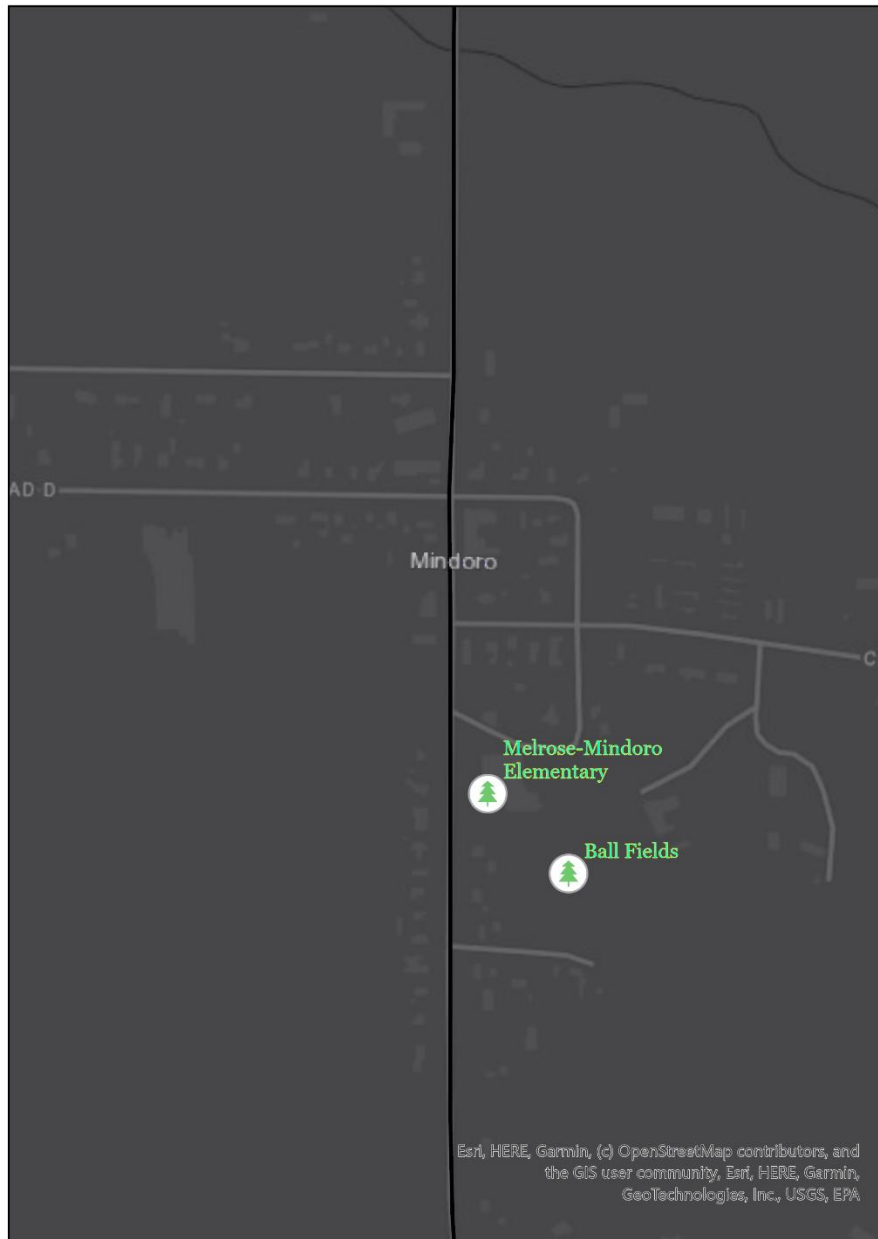 AD D
Mindoro
C
Melrose-Mindoro
Elementary
Ball Fields
Esri, HERE, Garmin, (c) OpenStreetMap contributors, and
the GIS user community, Esri, HERE, Garmin,
GeoTechnologies, Inc., USGS, EPA